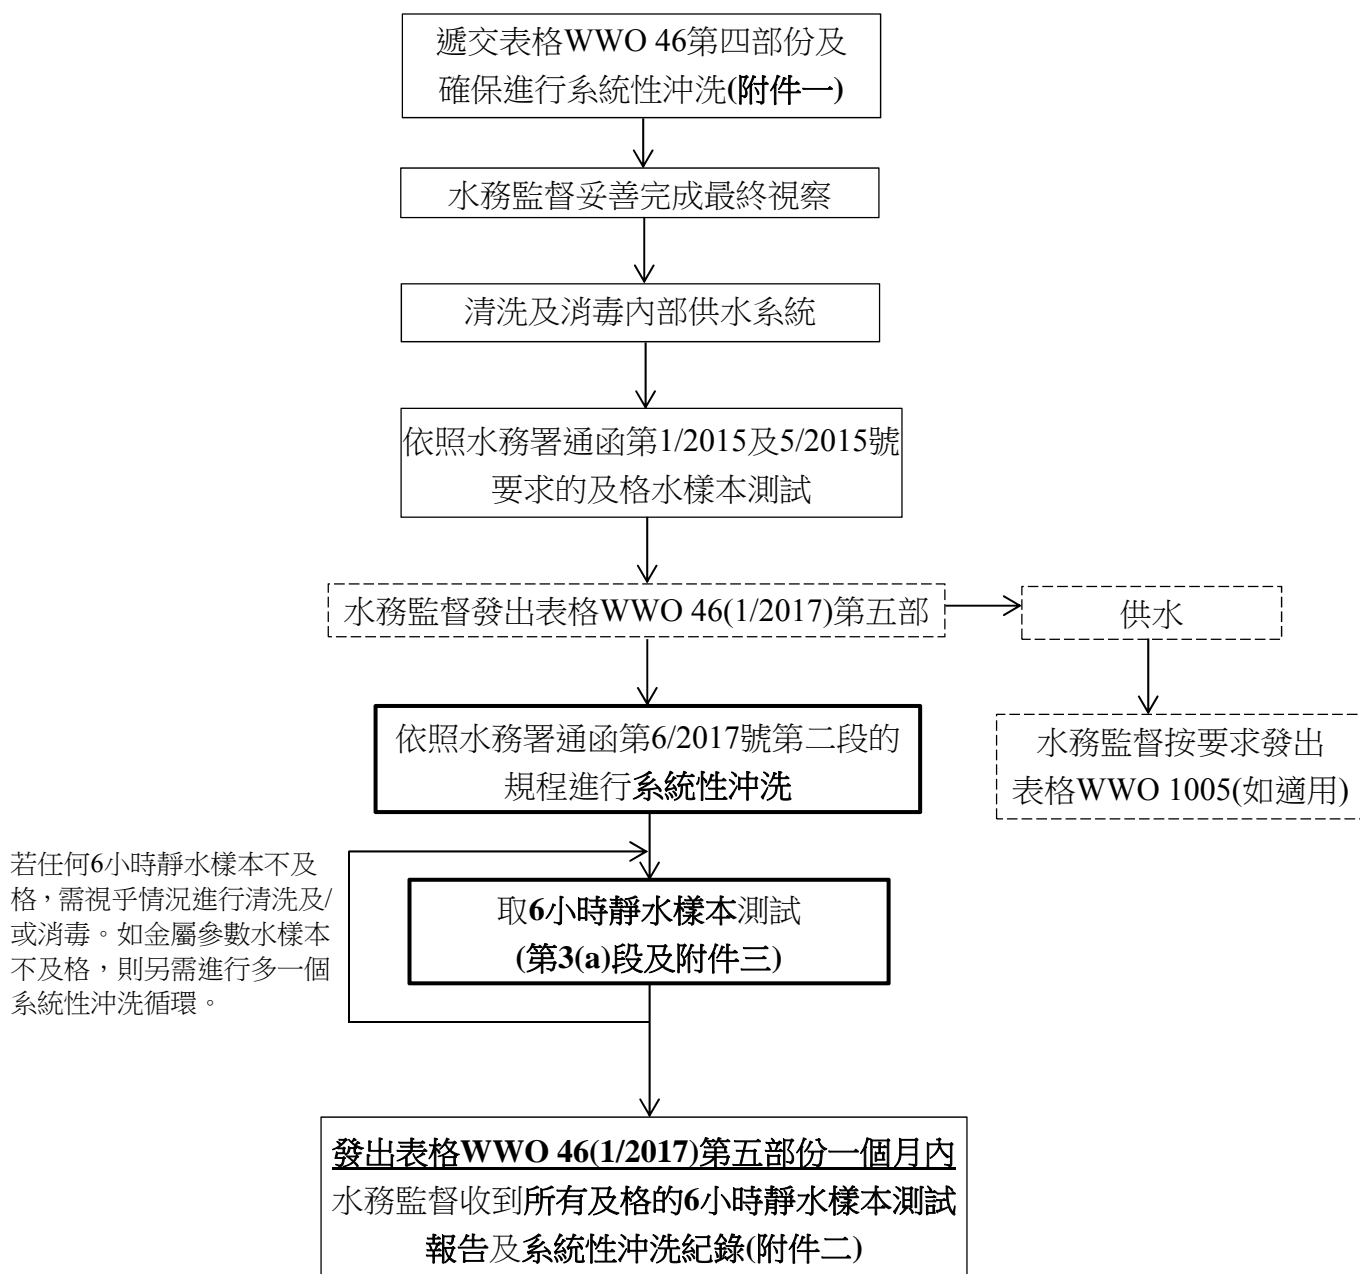 遞交表格WWO 46第四部份及
確保進行系統性沖洗(附件一)
水務監督妥善完成最終視察
清洗及消毒內部供水系統
依照水務署通函第1/2015及5/2015號
要求的及格水樣本測試
水務監督發出表格WWO 46(1/2017)第五部
供水
依照水務署通函第6/2017號第二段的
規程進行系統性沖洗
水務監督按要求發出
表格WWO 1005(如適用)
若任何6小時靜水樣本不及
格，需視乎情況進行清洗及/
或消毒。如金屬參數水樣本
不及格，則另需進行多一個
系統性沖洗循環。
取6小時靜水樣本測試
(第3(a)段及附件三)
發出表格WWO 46(1/2017)第五部份一個月內
水務監督收到所有及格的6小時靜水樣本測試
報告及系統性沖洗紀錄(附件二)